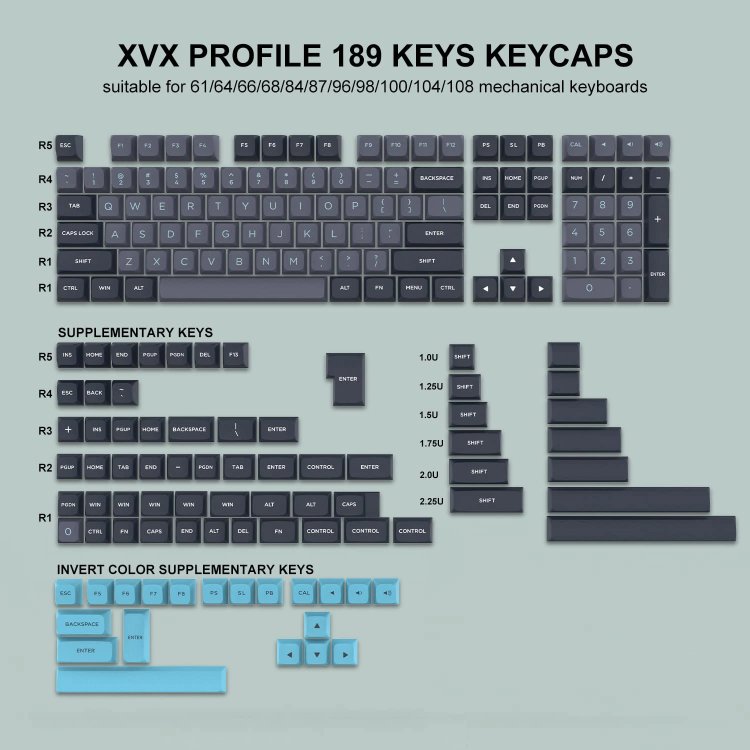 XVX PROFILE 189 KEYS KEYCAPS
suitable for 61/64/66/68/84/87/96/98/100/104/108 mechanical keyboards
R5 ESC F1 F2 F3 F4 F5 F6 F7 F8 F9 F10 F11 F12 PS SL PB CAL
R4 ~ ! @ # $ % ^ & * ( ) — + BACKSPACE INS HOME PGUP NUM / * −
` 1 2 3 4 5 6 7 8 9 0 - =
R3 TAB Q W E R T Y U I O P { } | DEL END PGDN 7 8 9 +
[ ] \
R2 CAPS LOCK A S D F G H J K L : " ENTER 4 5 6
; '
R1 SHIFT Z X C V B N M < > ? SHIFT ▲ 1 2 3 ENTER
, . /
R1 CTRL WIN ALT ALT FN MENU CTRL ◀ ▼ ▶ 0 .
SUPPLEMENTARY KEYS
R5 INS HOME END PGUP PGDN DEL F13
ENTER
R4 ESC BACK ~
`
R3 + INS PGUP HOME BACKSPACE | ENTER
\
R2 PGUP HOME TAB END − PGDN TAB ENTER CONTROL ENTER
R1 PGDN WIN WIN WIN WIN WIN ALT ALT CAPS
0 CTRL FN CAPS END ALT DEL FN CONTROL CONTROL CONTROL
1.0U SHIFT
1.25U SHIFT
1.5U SHIFT
1.75U SHIFT
2.0U SHIFT
2.25U SHIFT
INVERT COLOR SUPPLEMENTARY KEYS
ESC F5 F6 F7 F8 PS SL PB CAL
BACKSPACE ENTER ▲
ENTER ◀ ▼ ▶